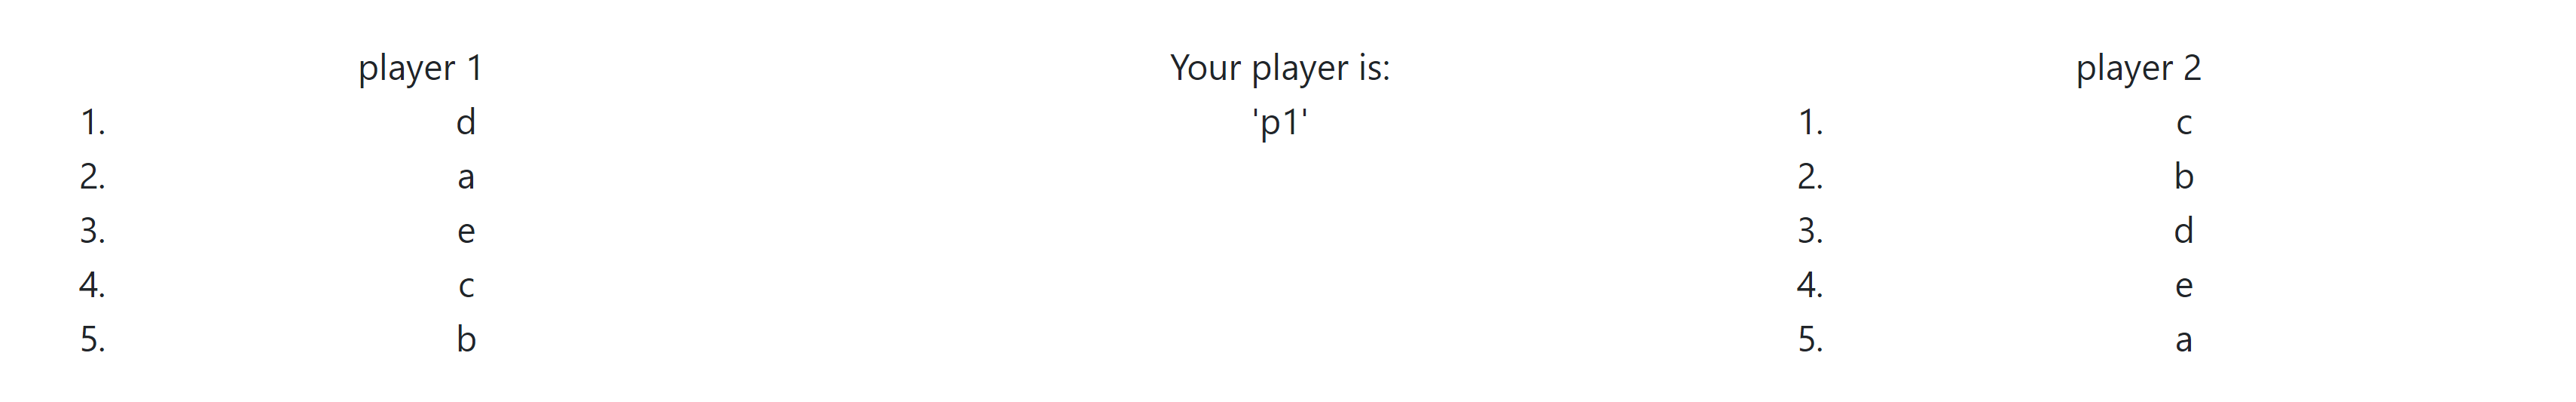 player 1 Your player is: player 2
1. d 'p1' 1. c
2. a 2. b
3. e 3. d
4. c 4. e
5. b 5. a